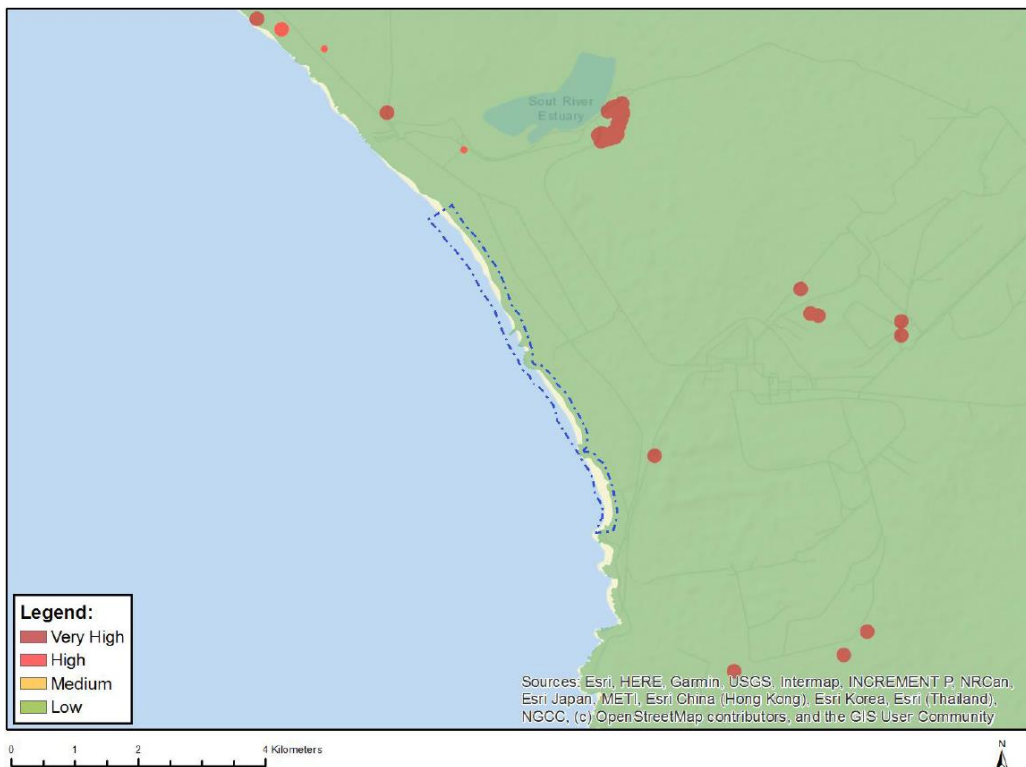 Sout River
Estuary
Legend:
Very High
High
Medium
Low
Sources: Esri, HERE, Garmin, USGS, Intermap, INCREMENT P, NRCan,
Esri Japan, METI, Esri China (Hong Kong), Esri Korea, Esri (Thailand),
NGCC, (c) OpenStreetMap contributors, and the GIS User Community
0 1 2 4 Kilometers
N